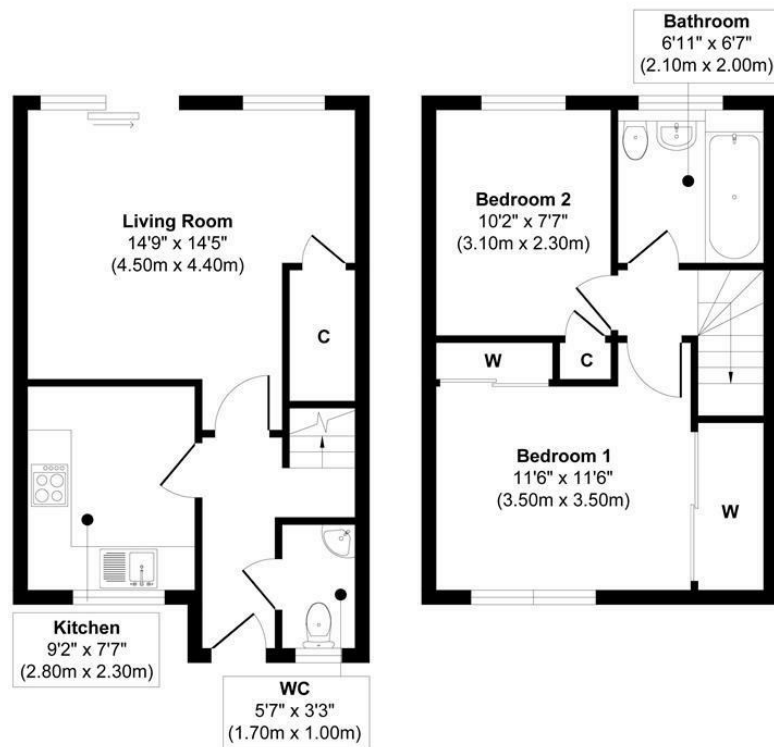 Bathroom
6'11" x 6'7"
(2.10m x 2.00m)
Living Room
14'9" x 14'5"
(4.50m x 4.40m)
C
Bedroom 2
10'2" x 7'7"
(3.10m x 2.30m)
W
C
Bedroom 1
11'6" x 11'6"
(3.50m x 3.50m)
W
Kitchen
9'2" x 7'7"
(2.80m x 2.30m)
WC
5'7" x 3'3"
(1.70m x 1.00m)